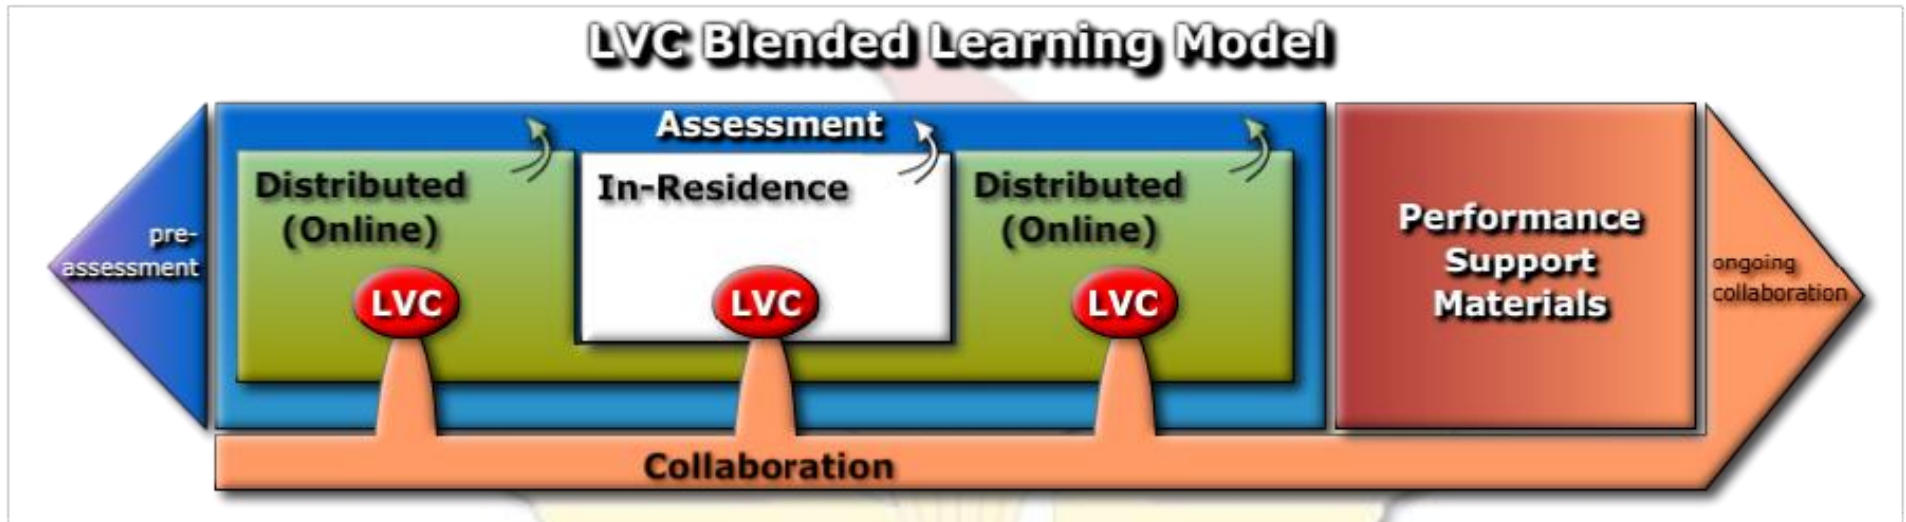 LVC Blended Learning Model
Assessment
Distributed
(Online)
In-Residence
Distributed
(Online)
LVC
LVC
LVC
pre-
assessment
Performance
Support
Materials
ongoing
collaboration
Collaboration